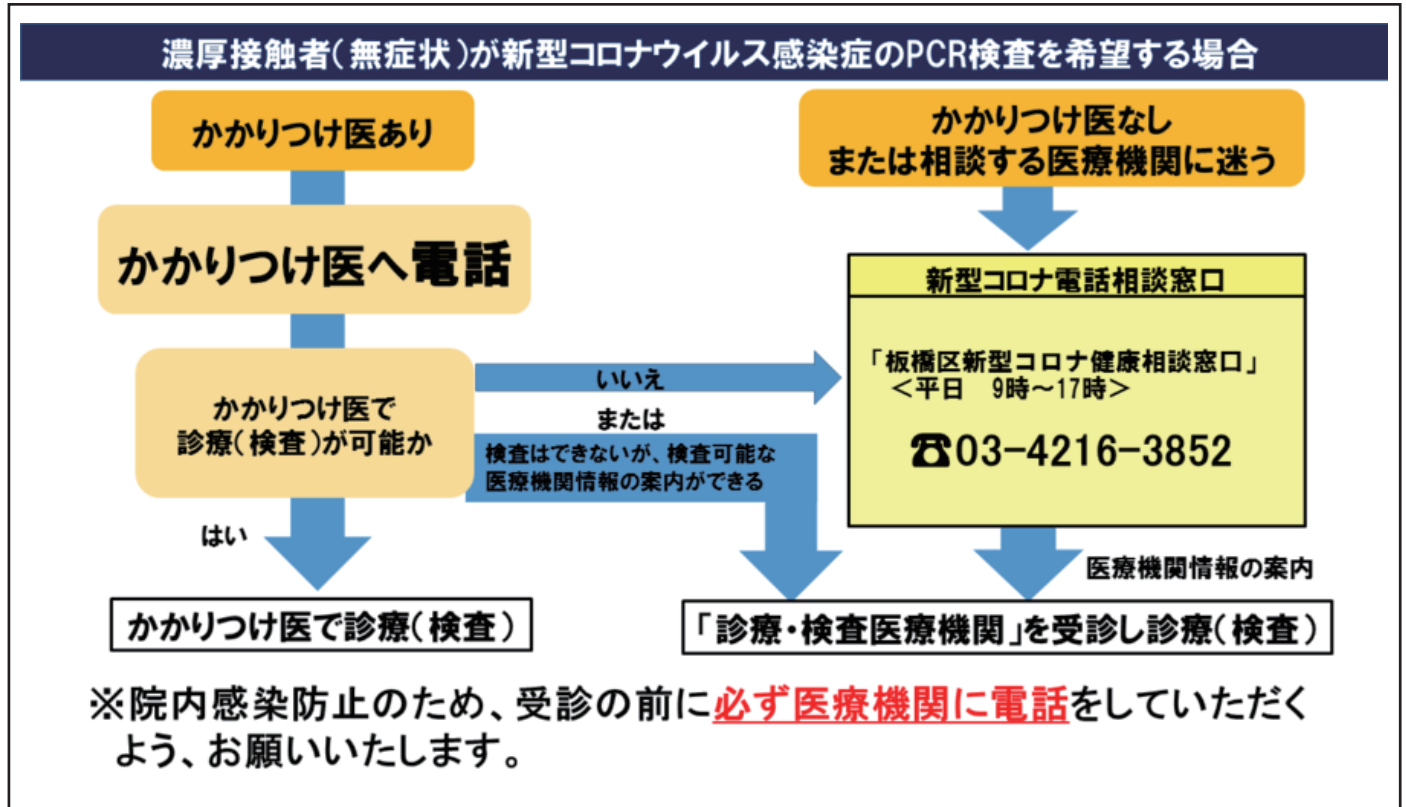 濃厚接触者(無症状)が新型コロナウイルス感染症のPCR検査を希望する場合
かかりつけ医あり
かかりつけ医へ電話
かかりつけ医で
診療(検査)が可能か
はい
かかりつけ医で診療(検査)
いいえ
または
検査はできないが、検査可能な
医療機関情報の案内ができる
かかりつけ医なし
または相談する医療機関に迷う
新型コロナ電話相談窓口
「板橋区新型コロナ健康相談窓口」
<平日 9時~17時>
☎03-4216-3852
医療機関情報の案内
「診療・検査医療機関」を受診し診療(検査)
※院内感染防止のため、受診の前に必ず医療機関に電話をしていただく
よう、お願いいたします。